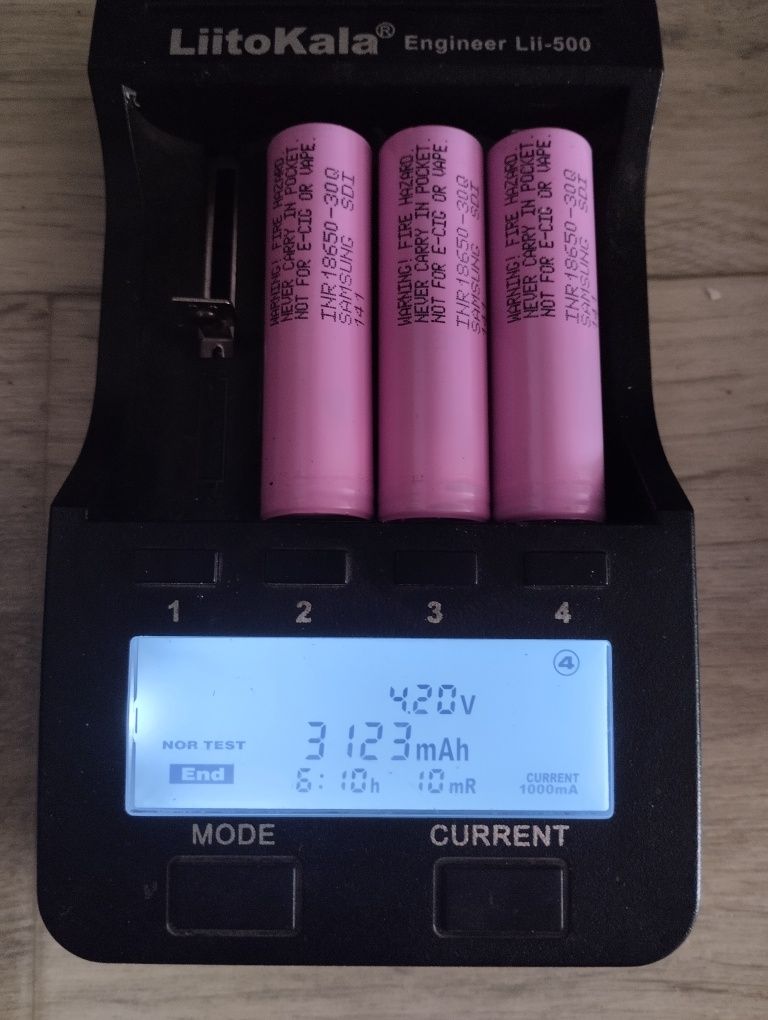 LiitoKala® Engineer Lii-500
WARNING! FIRE HAZARD.
NEVER CARRY IN POCKET.
NOT FOR E-CIG OR VAPE.
INR18650-30Q
SAMSUNG SDI
141
WARNING! FIRE HAZARD.
NEVER CARRY IN POCKET.
NOT FOR E-CIG OR VAPE.
INR18650-30Q
SAMSUNG SDI
141
WARNING! FIRE HAZARD.
NEVER CARRY IN POCKET.
NOT FOR E-CIG OR VAPE.
INR18650-30Q
SAMSUNG SDI
141
1 2 3 4
4
4.20V
NOR TEST 3123mAh
End 6:10h 10mR CURRENT
1000mA
MODE CURRENT